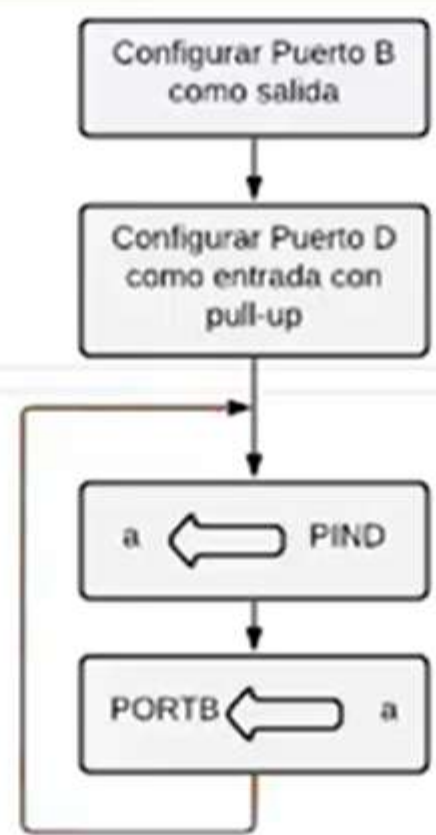 Configurar Puerto B
como salida
Configurar Puerto D
como entrada con
pull-up
a PIND
PORTB a